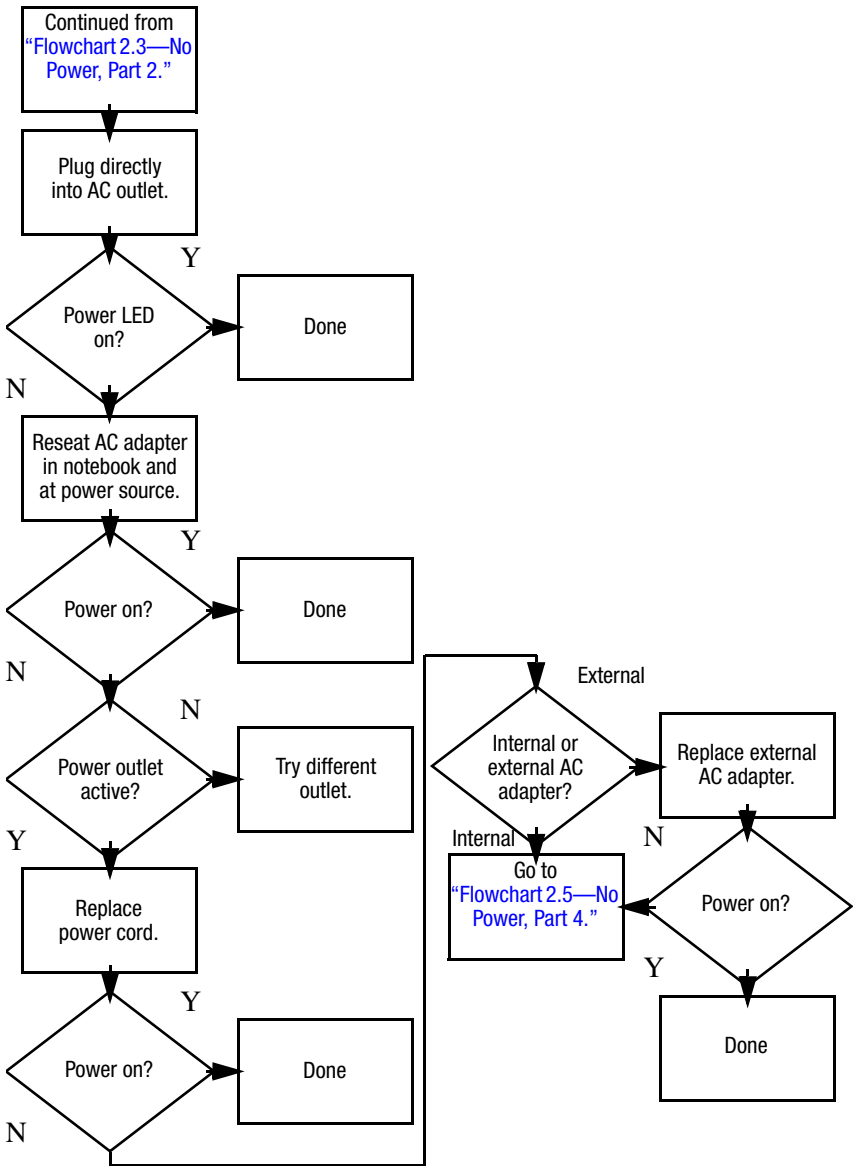 Continued from
“Flowchart 2.3—No
Power, Part 2.”
Plug directly
into AC outlet.
Y
Power LED
on?
Done
N
Reseat AC adapter
in notebook and
at power source.
Y
Power on?
Done
N
N
Power outlet
active?
Try different
outlet.
Y
Replace
power cord.
Y
Power on?
Done
N
External
Internal or
external AC
adapter?
Replace external
AC adapter.
Internal
N
Go to
“Flowchart 2.5—No
Power, Part 4.”
Power on?
Y
Done